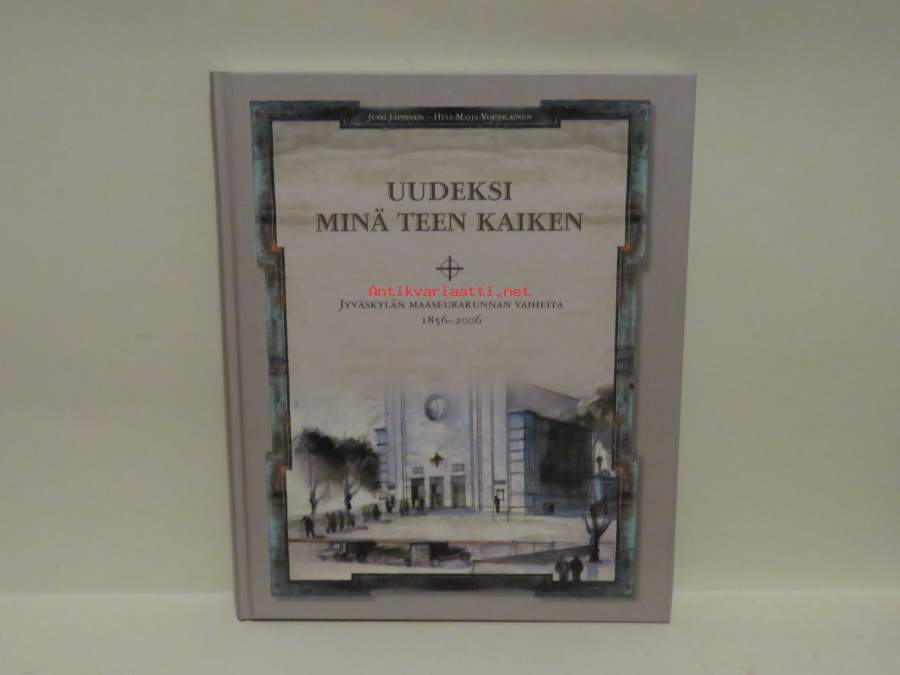 Jussi Jäppinen – Heli-Maija Voutilainen
UUDEKSI
MINÄ TEEN KAIKEN
Antikvariaatti.net
Jyväskylän maaseurakunnan vaiheita
1856–2006